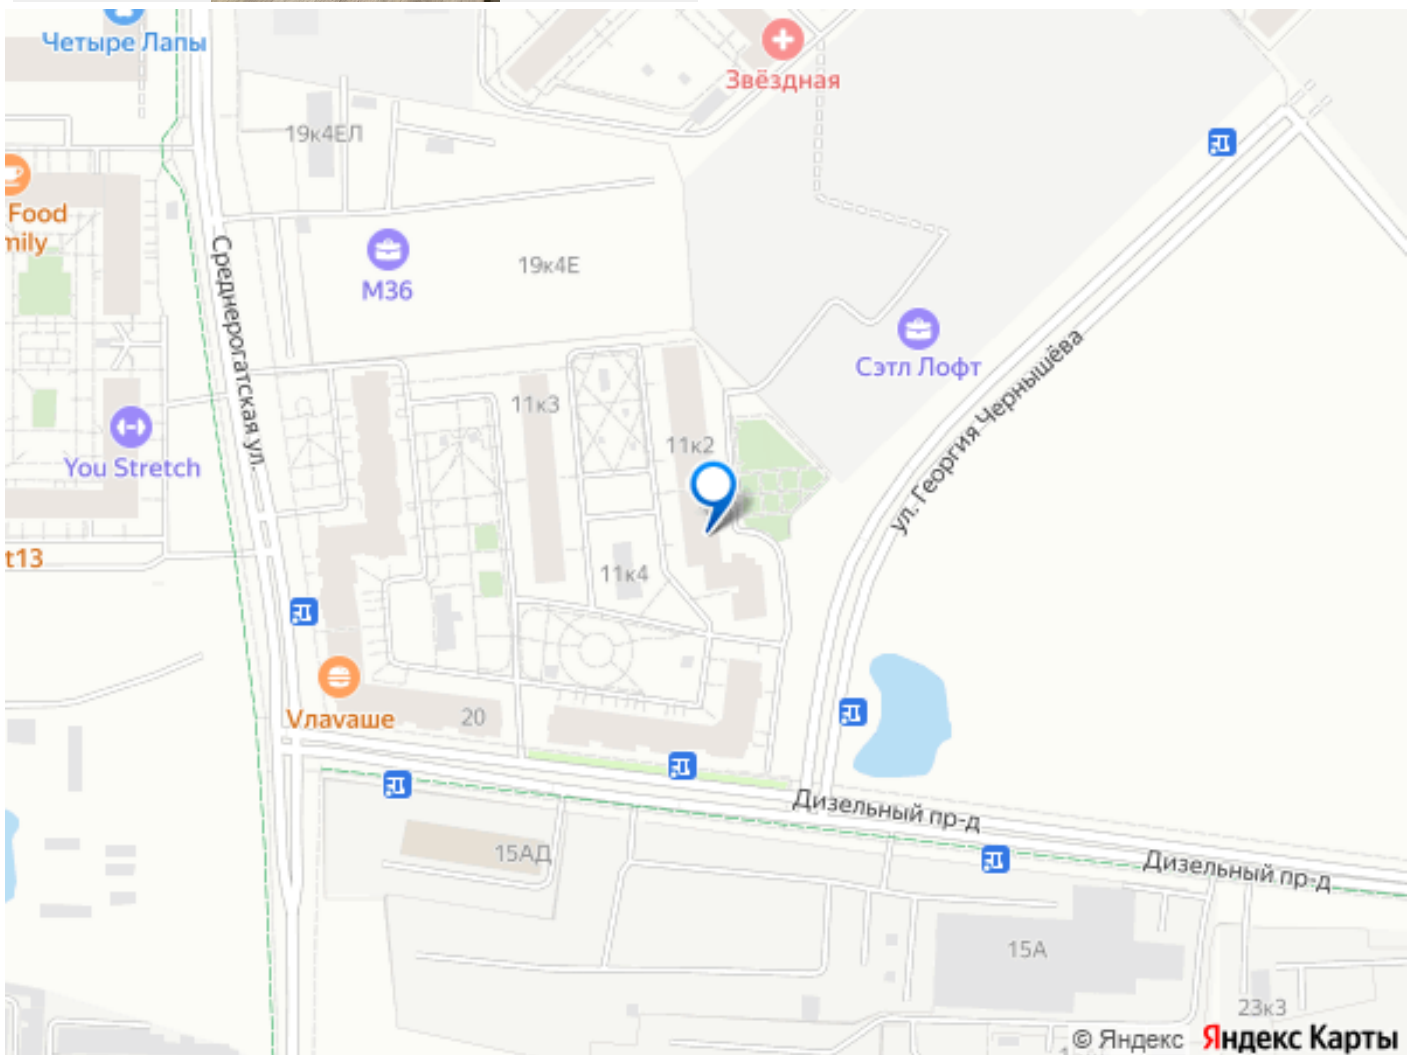 Четыре Лапы
Звёздная
19к4ЕЛ
Food
mily
Среднерогатская ул.
М36
19к4Е
Сэтл Лофт
ул. Георгия Чернышёва
11к3
11к2
You Stretch
t13
11к4
Vлаvаше
20
Дизельный пр-д
15АД
Дизельный пр-д
15А
23к3
© Яндекс Яндекс Карты